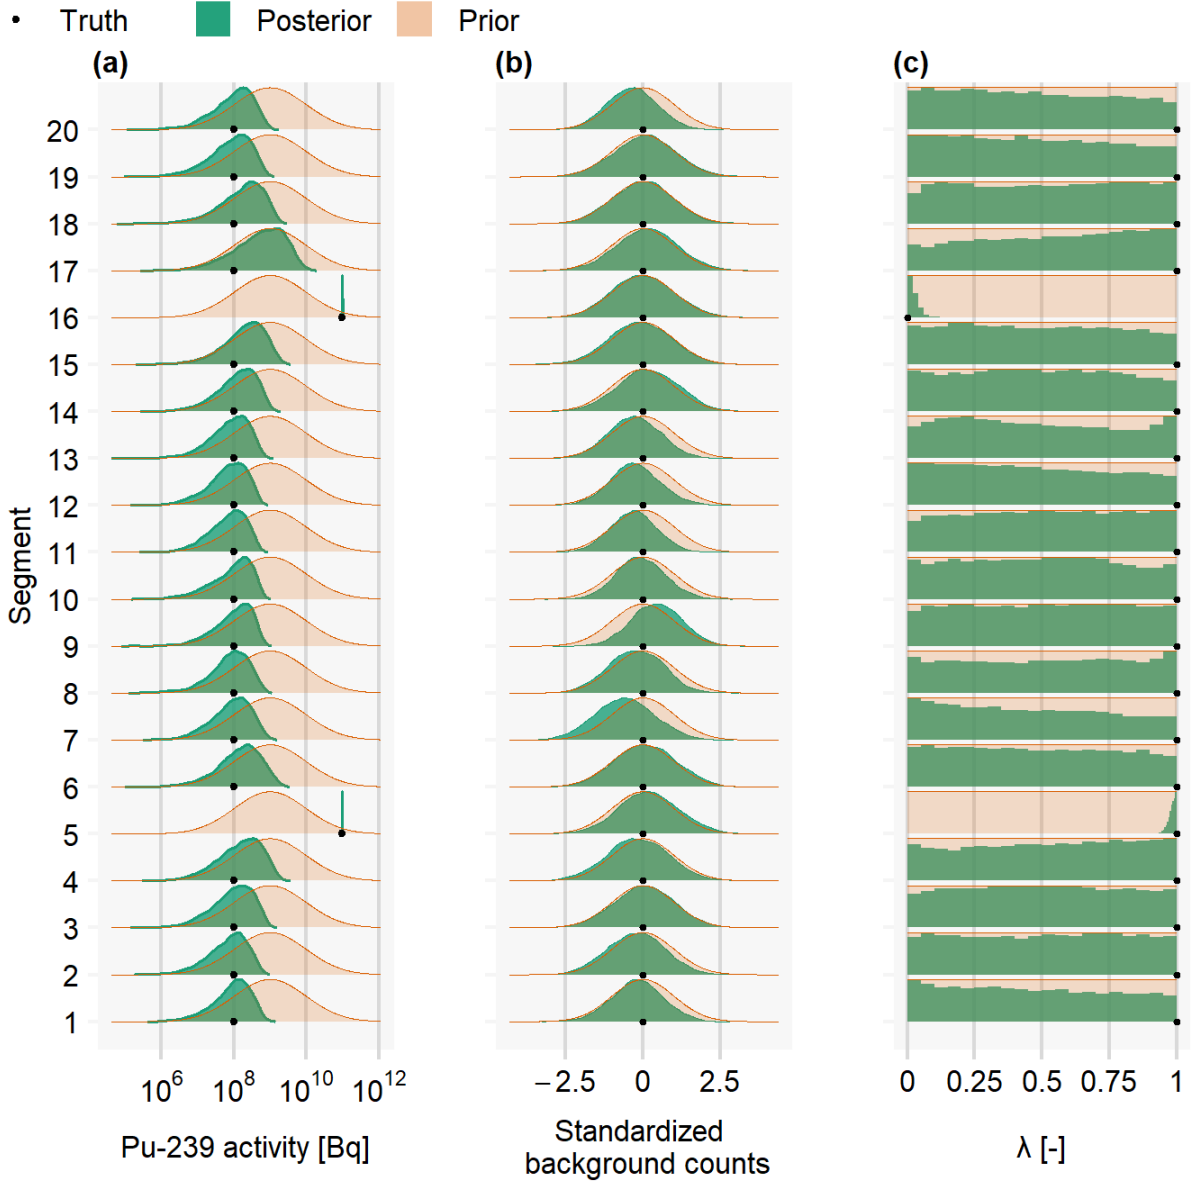 Truth Posterior Prior
(a) (b) (c)
Segment
20
19
18
17
16
15
14
13
12
11
10
9
8
7
6
5
4
3
2
1
10^6 10^8 10^10 10^12
−2.5 0 2.5
0 0.25 0.5 0.75 1
Pu-239 activity [Bq]
Standardized
background counts
λ [-]